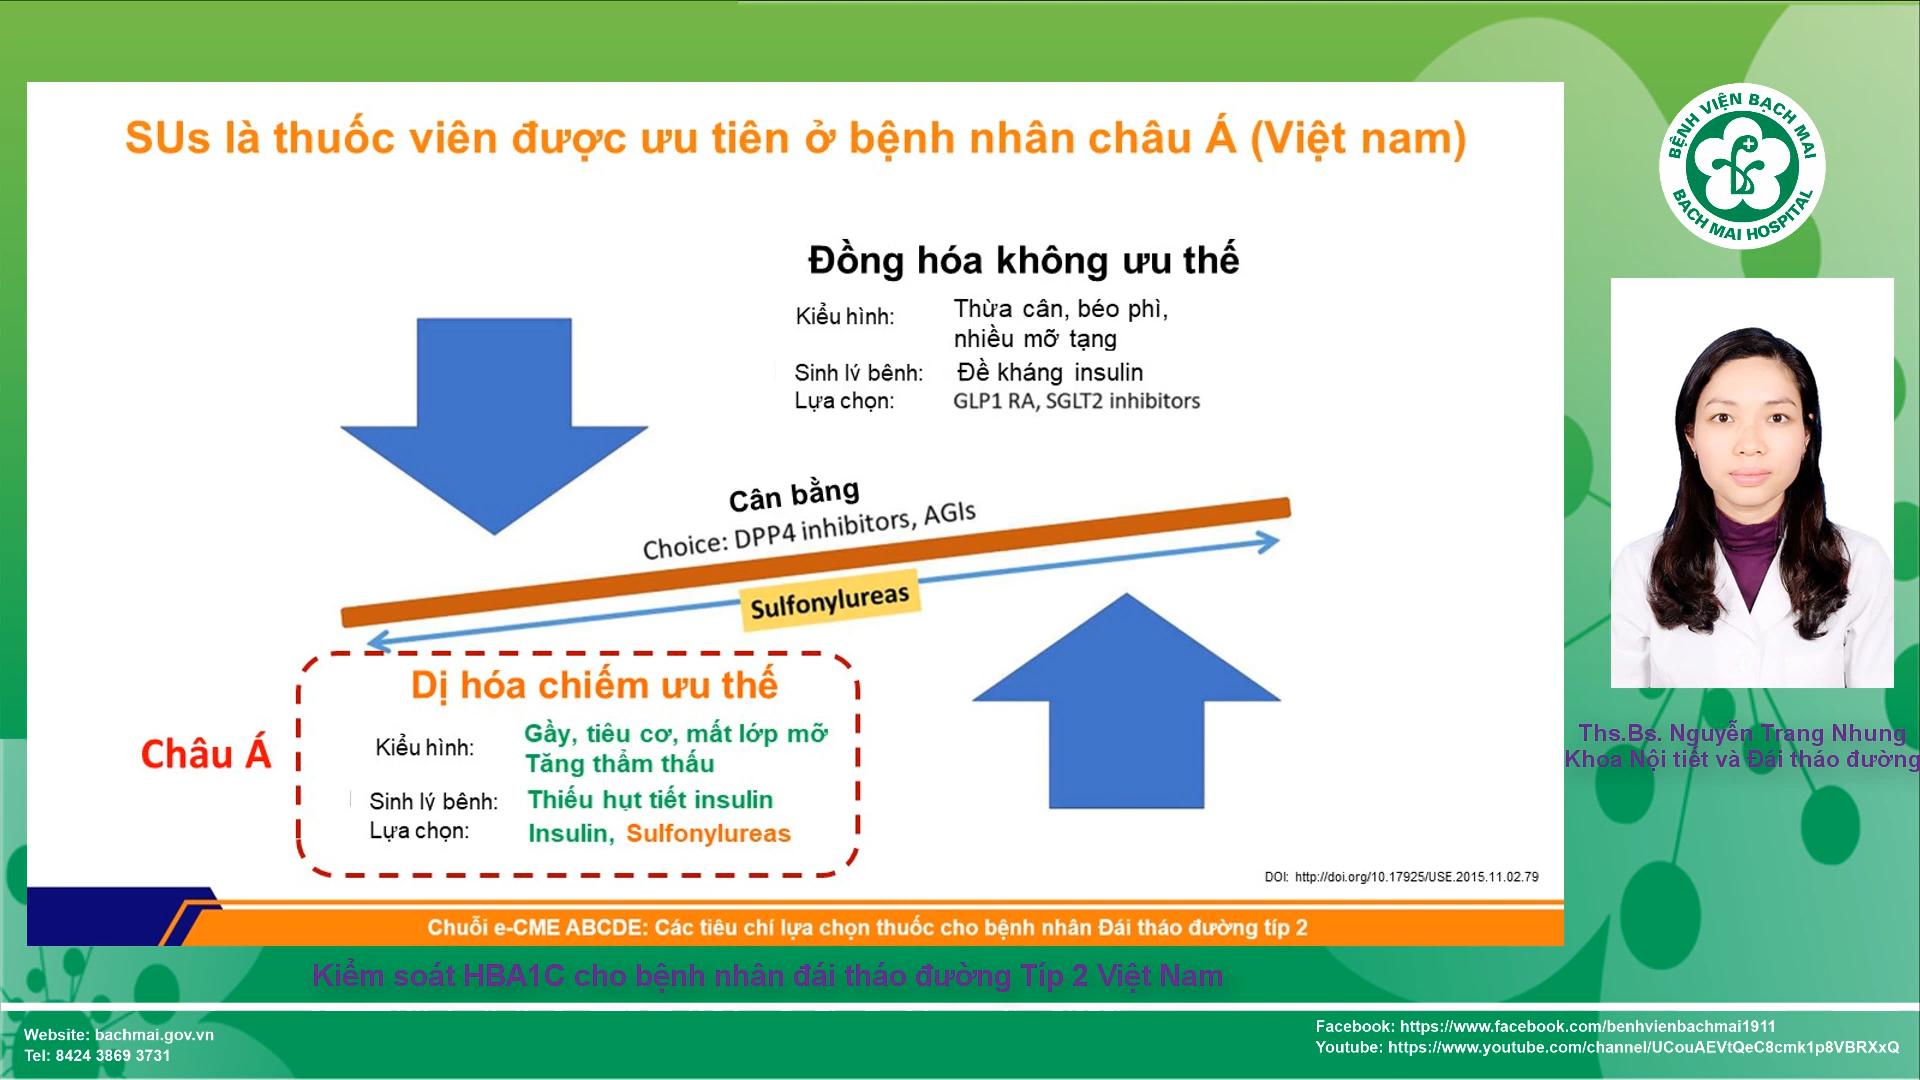 SUs là thuốc viên được ưu tiên ở bệnh nhân châu Á (Việt nam)
BỆNH VIỆN BẠCH MAI
BACH MAI HOSPITAL
Đồng hóa không ưu thế
Kiểu hình: Thừa cân, béo phì,
nhiều mỡ tạng
Sinh lý bệnh: Đề kháng insulin
Lựa chọn: GLP1 RA, SGLT2 inhibitors
Cân bằng
Choice: DPP4 inhibitors, AGIs
Sulfonylureas
Châu Á
Dị hóa chiếm ưu thế
Kiểu hình: Gầy, tiêu cơ, mất lớp mỡ
Tăng thẩm thấu
Sinh lý bệnh: Thiếu hụt tiết insulin
Lựa chọn: Insulin, Sulfonylureas
Ths.Bs. Nguyễn Trang Nhung
Khoa Nội tiết và Đái tháo đường
DOI: http://doi.org/10.17925/USE.2015.11.02.79
Chuỗi e-CME ABCDE: Các tiêu chí lựa chọn thuốc cho bệnh nhân Đái tháo đường típ 2
Kiểm soát HBA1C cho bệnh nhân đái tháo đường Típ 2 Việt Nam
Website: bachmai.gov.vn
Tel: 8424 3869 3731
Facebook: https://www.facebook.com/benhvienbachmai1911
Youtube: https://www.youtube.com/channel/UCouAEVtQeC8cmk1p8VBRXxQ